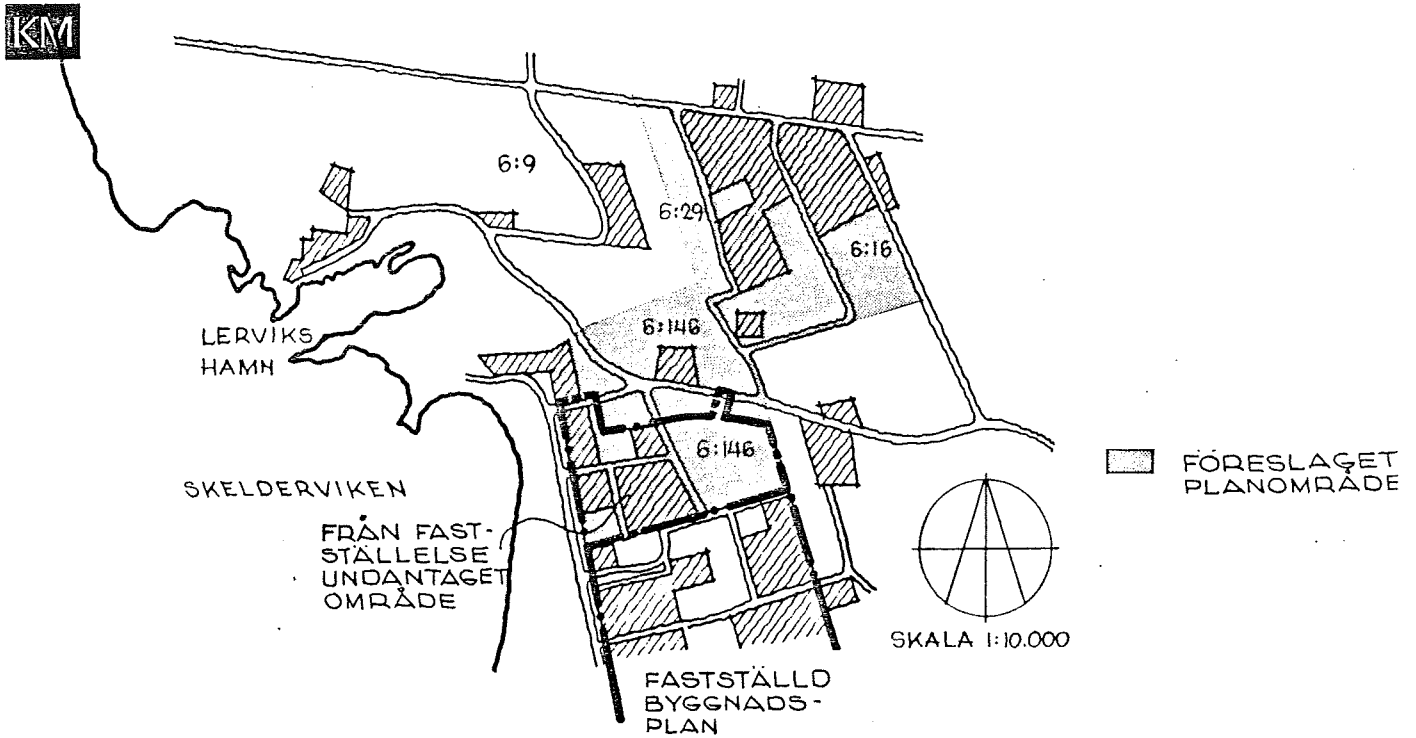 KM
6:9
6:29
6:16
LERVIKS
HAMN
6:146
6:146
SKELDERVIKEN
FRÅN FAST-
STÄLLELSE
UNDANTAGET
OMRÅDE
FÖRESLAGET
PLANOMRÅDE
SKALA 1:10.000
FASTSTÄLLD
BYGGNADS-
PLAN